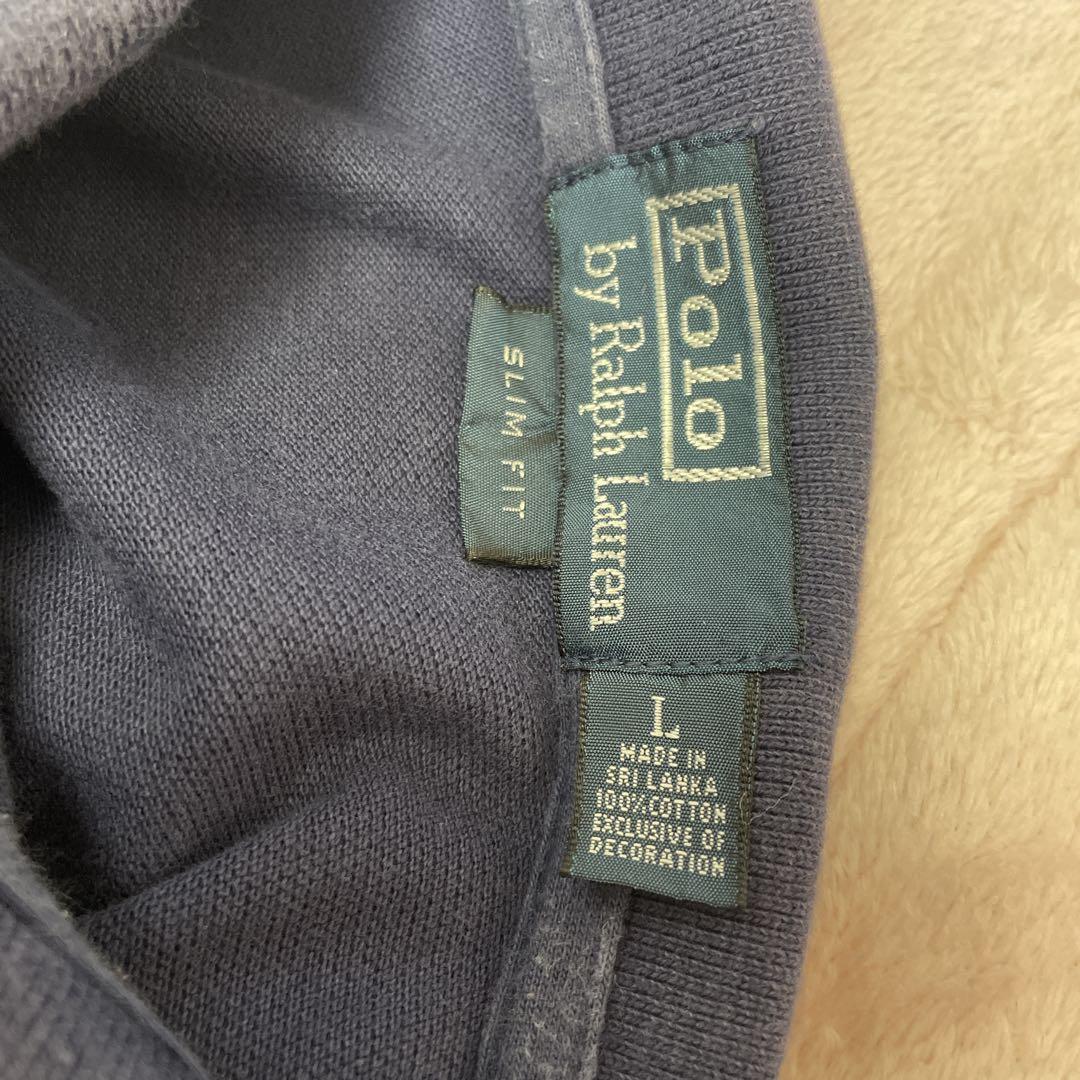 Polo
by Ralph Lauren
SLIM FIT
L
MADE IN
SRI LANKA
100% COTTON
EXCLUSIVE OF
DECORATION